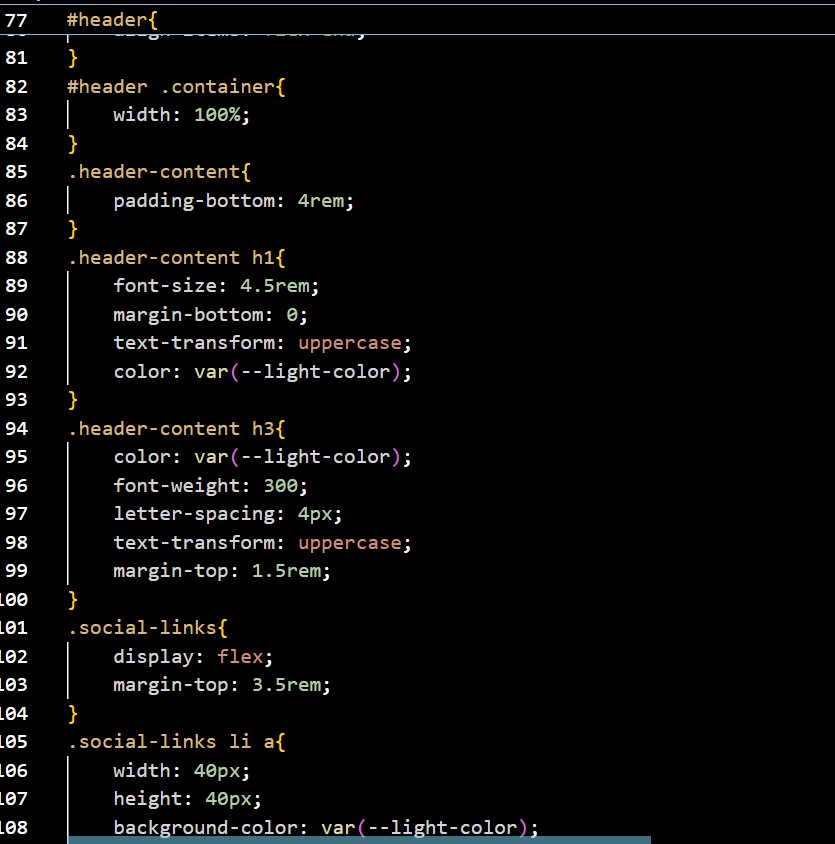 77 #header{
81 }
82 #header .container{
83 width: 100%;
84 }
85 .header-content{
86 padding-bottom: 4rem;
87 }
88 .header-content h1{
89 font-size: 4.5rem;
90 margin-bottom: 0;
91 text-transform: uppercase;
92 color: var(--light-color);
93 }
94 .header-content h3{
95 color: var(--light-color);
96 font-weight: 300;
97 letter-spacing: 4px;
98 text-transform: uppercase;
99 margin-top: 1.5rem;
100 }
101 .social-links{
102 display: flex;
103 margin-top: 3.5rem;
104 }
105 .social-links li a{
106 width: 40px;
107 height: 40px;
108 background-color: var(--light-color);